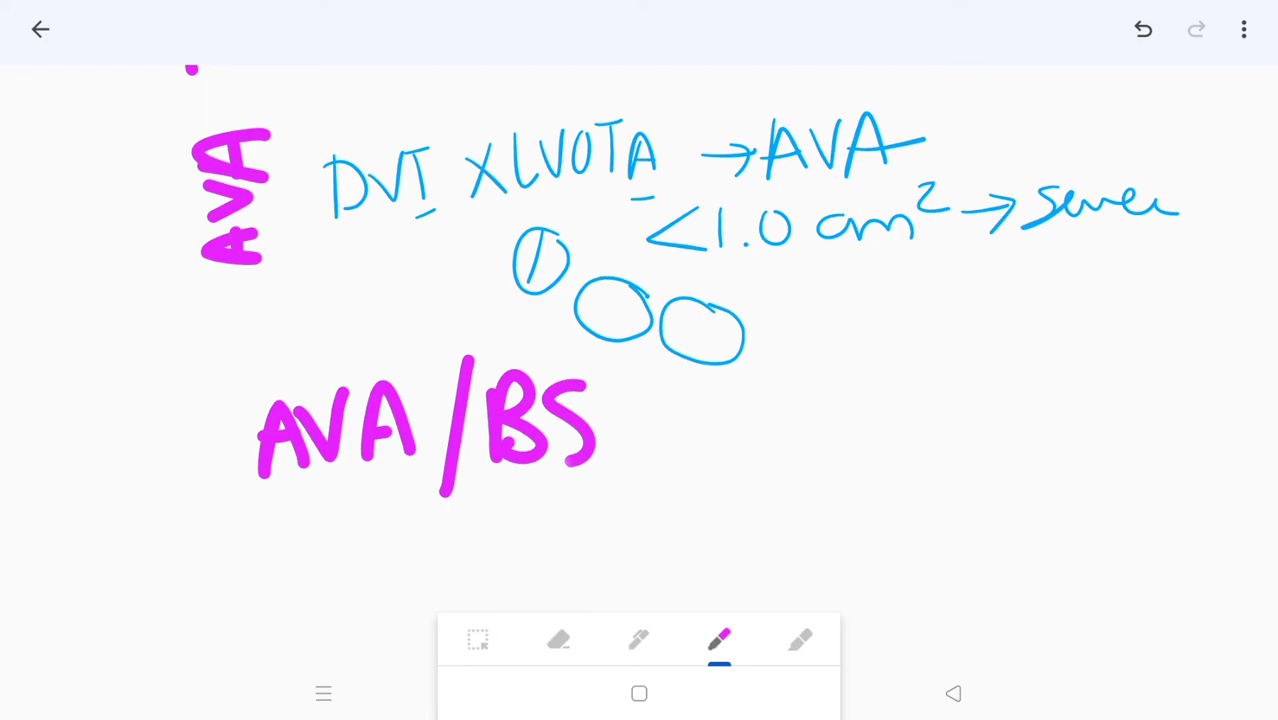 AVA
DVI X LVOTA → AVA
< 1.0 cm² → sever
1
AVA/BS